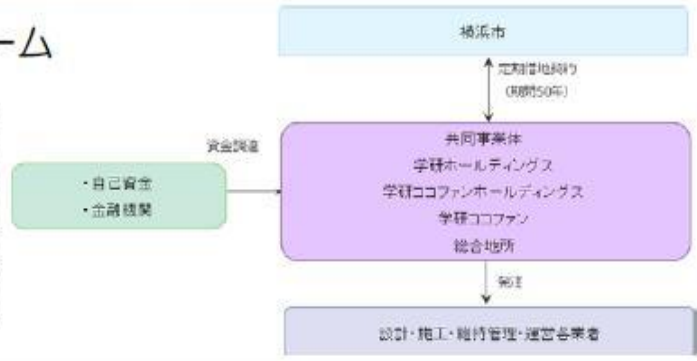 ーム
横浜市
定期借地契約
(期間50年)
資金調達
・自己資金
・金融機関
共同事業体
学研ホールディングス
学研ココファンホールディングス
学研ココファン
総合地所
発注
設計・施工・維持管理・運営各業者